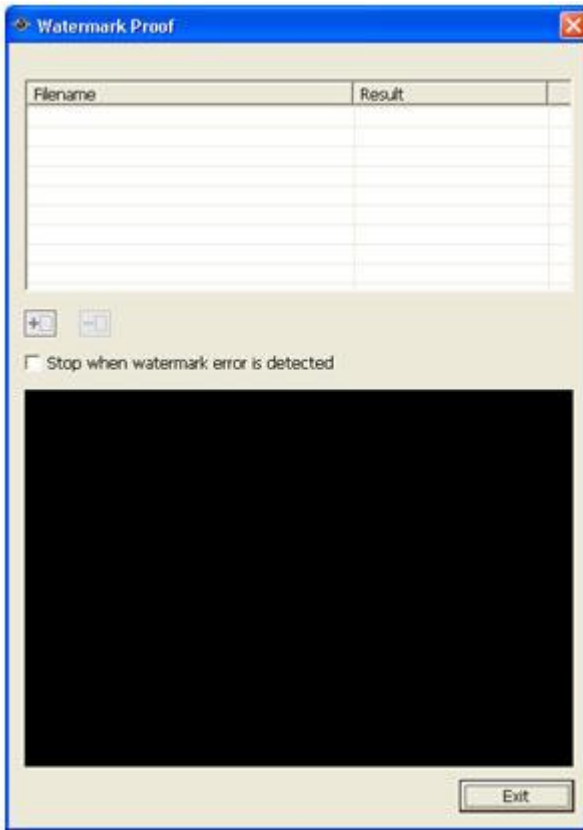 Watermark Proof
Filename Result
Stop when watermark error is detected
Exit